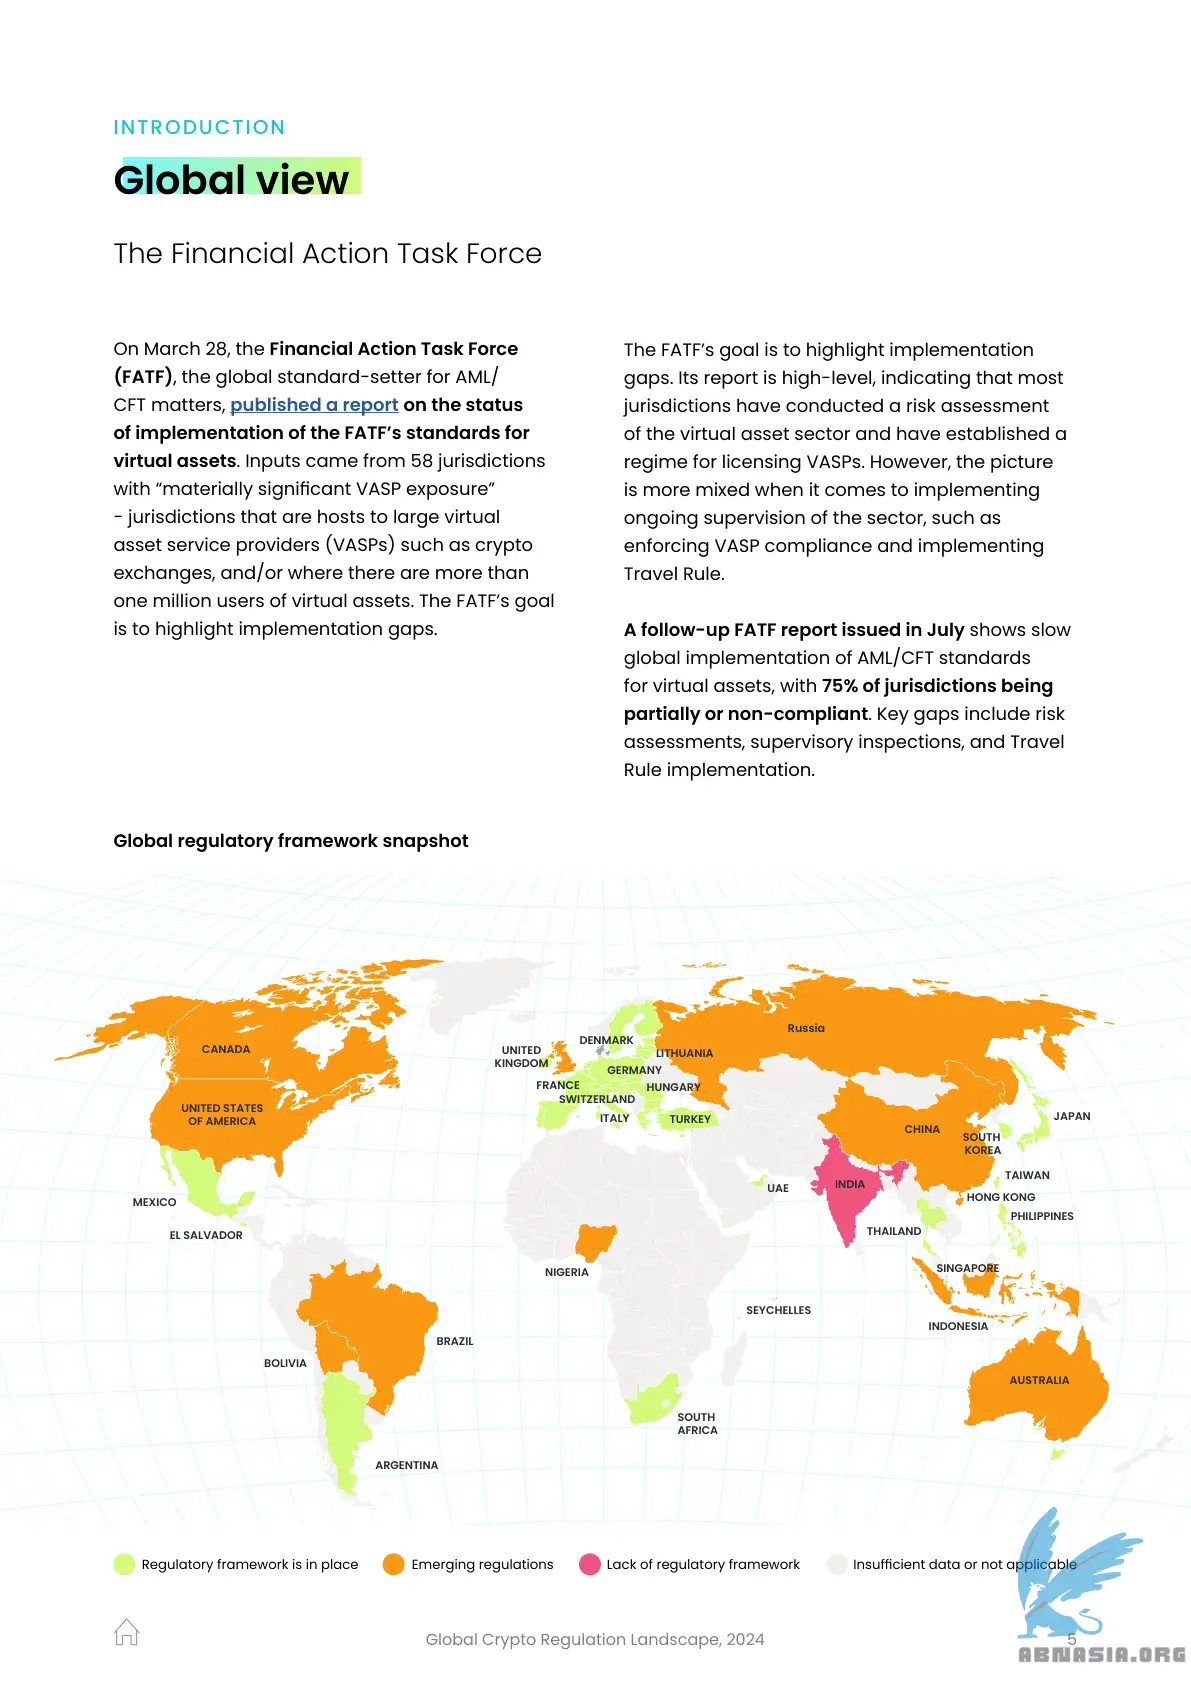 INTRODUCTION
Global view
The Financial Action Task Force
On March 28, the Financial Action Task Force
(FATF), the global standard-setter for AML/
CFT matters, published a report on the status
of implementation of the FATF's standards for
virtual assets. Inputs came from 58 jurisdictions
with “materially significant VASP exposure”
- jurisdictions that are hosts to large virtual
asset service providers (VASPs) such as crypto
exchanges, and/or where there are more than
one million users of virtual assets. The FATF's goal
is to highlight implementation gaps.
The FATF's goal is to highlight implementation
gaps. Its report is high-level, indicating that most
jurisdictions have conducted a risk assessment
of the virtual asset sector and have established a
regime for licensing VASPs. However, the picture
is more mixed when it comes to implementing
ongoing supervision of the sector, such as
enforcing VASP compliance and implementing
Travel Rule.
A follow-up FATF report issued in July shows slow
global implementation of AML/CFT standards
for virtual assets, with 75% of jurisdictions being
partially or non-compliant. Key gaps include risk
assessments, supervisory inspections, and Travel
Rule implementation.
Global regulatory framework snapshot
Russia
CANADA
DENMARK
UNITED
KINGDOM
LITHUANIA
GERMANY
FRANCE
HUNGARY
SWITZERLAND
UNITED STATES
OF AMERICA
ITALY
TURKEY
JAPAN
CHINA
SOUTH
KOREA
TAIWAN
INDIA
UAE
HONG KONG
MEXICO
PHILIPPINES
EL SALVADOR
THAILAND
NIGERIA
SINGAPORE
SEYCHELLES
INDONESIA
BRAZIL
BOLIVIA
AUSTRALIA
SOUTH
AFRICA
ARGENTINA
Regulatory framework is in place
Emerging regulations
Lack of regulatory framework
Insufficient data or not applicable
Global Crypto Regulation Landscape, 2024
5
ABNASIA.ORG